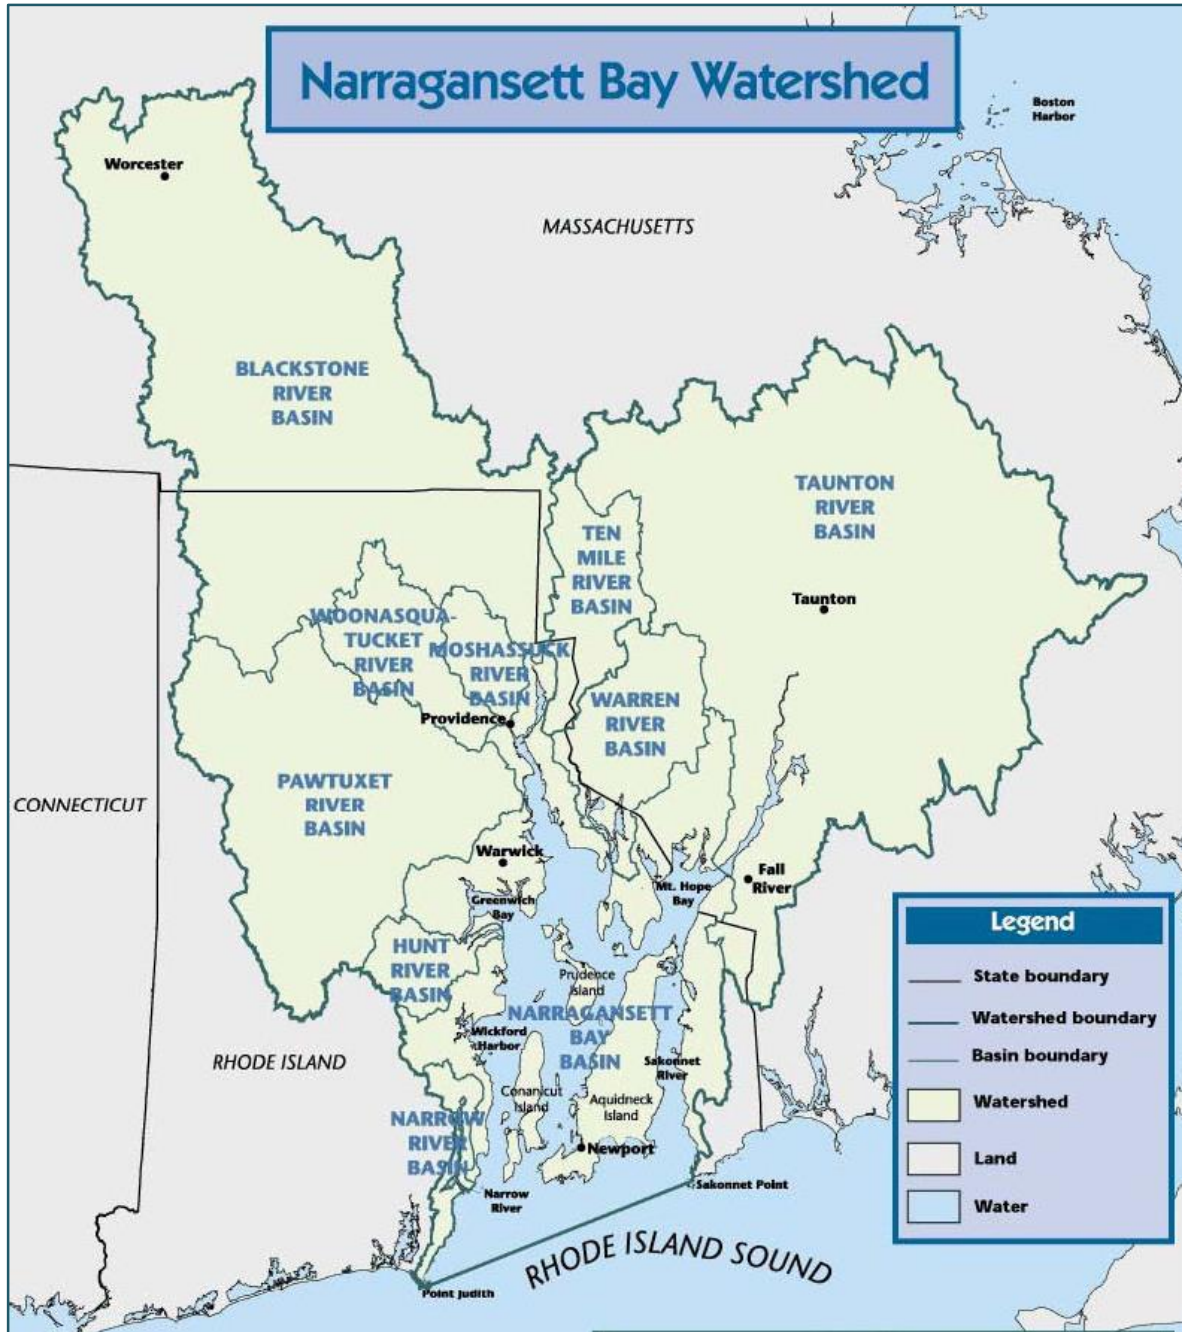 Narragansett Bay Watershed
Boston
Harbor
Worcester
MASSACHUSETTS
BLACKSTONE
RIVER
BASIN
TAUNTON
RIVER
BASIN
TEN
MILE
RIVER
BASIN
Taunton
WOONASQUA-
TUCKET
RIVER
BASIN
MOSHASSUCK
RIVER
BASIN
WARREN
RIVER
BASIN
Providence
PAWTUXET
RIVER
BASIN
CONNECTICUT
Warwick
Greenwich
Bay
Mt. Hope
Bay
Fall
River
HUNT
RIVER
BASIN
Prudence
Island
NARRAGANSETT
BAY
BASIN
Wickford
Harbor
RHODE ISLAND
Sakonnet
River
Conanicut
Island
Aquidneck
Island
NARROW
RIVER
BASIN
Newport
Narrow
River
Sakonnet Point
RHODE ISLAND SOUND
Point Judith
Legend
State boundary
Watershed boundary
Basin boundary
Watershed
Land
Water